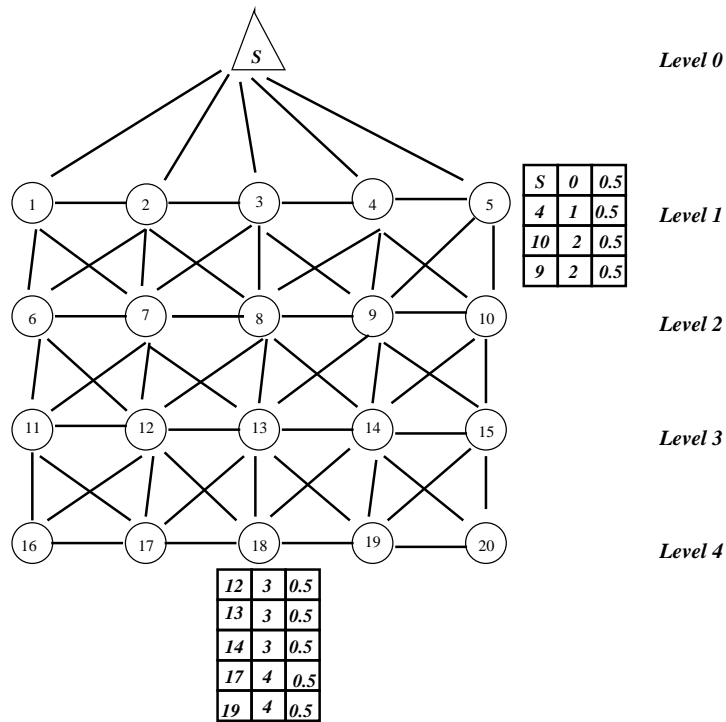 S
Level 0
1 2 3 4 5
S 0 0.5
4 1 0.5
10 2 0.5
9 2 0.5
Level 1
6 7 8 9 10
Level 2
11 12 13 14 15
Level 3
16 17 18 19 20
Level 4
12 3 0.5
13 3 0.5
14 3 0.5
17 4 0.5
19 4 0.5